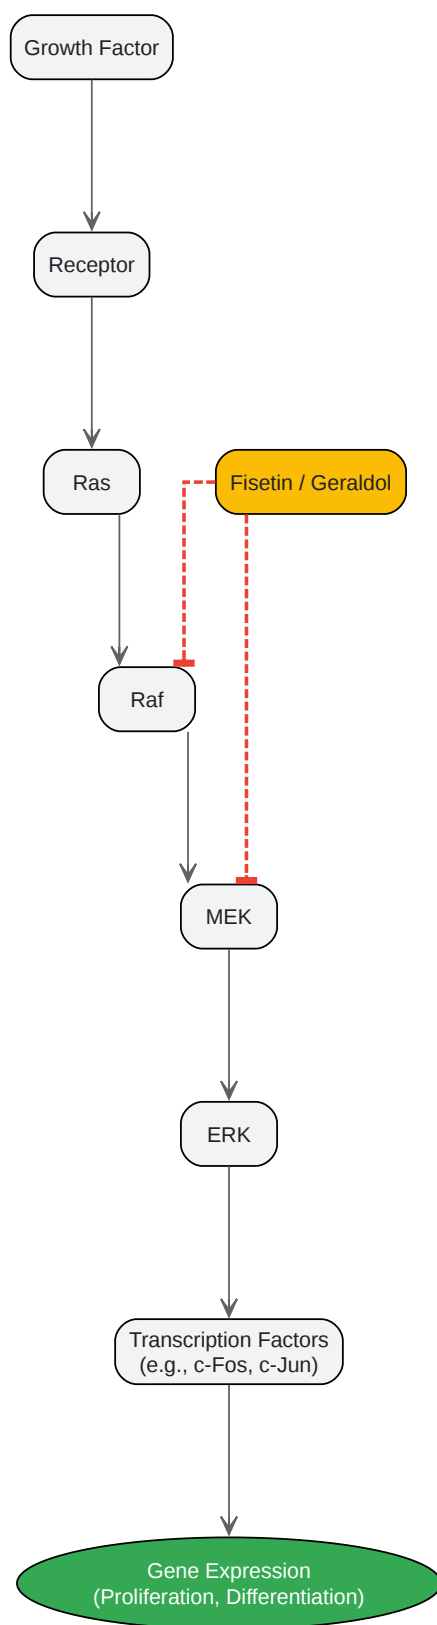 Growth Factor
Receptor
Ras
Fisetin / Geraldol
Raf
MEK
ERK
Transcription Factors
(e.g., c-Fos, c-Jun)
Gene Expression
(Proliferation, Differentiation)